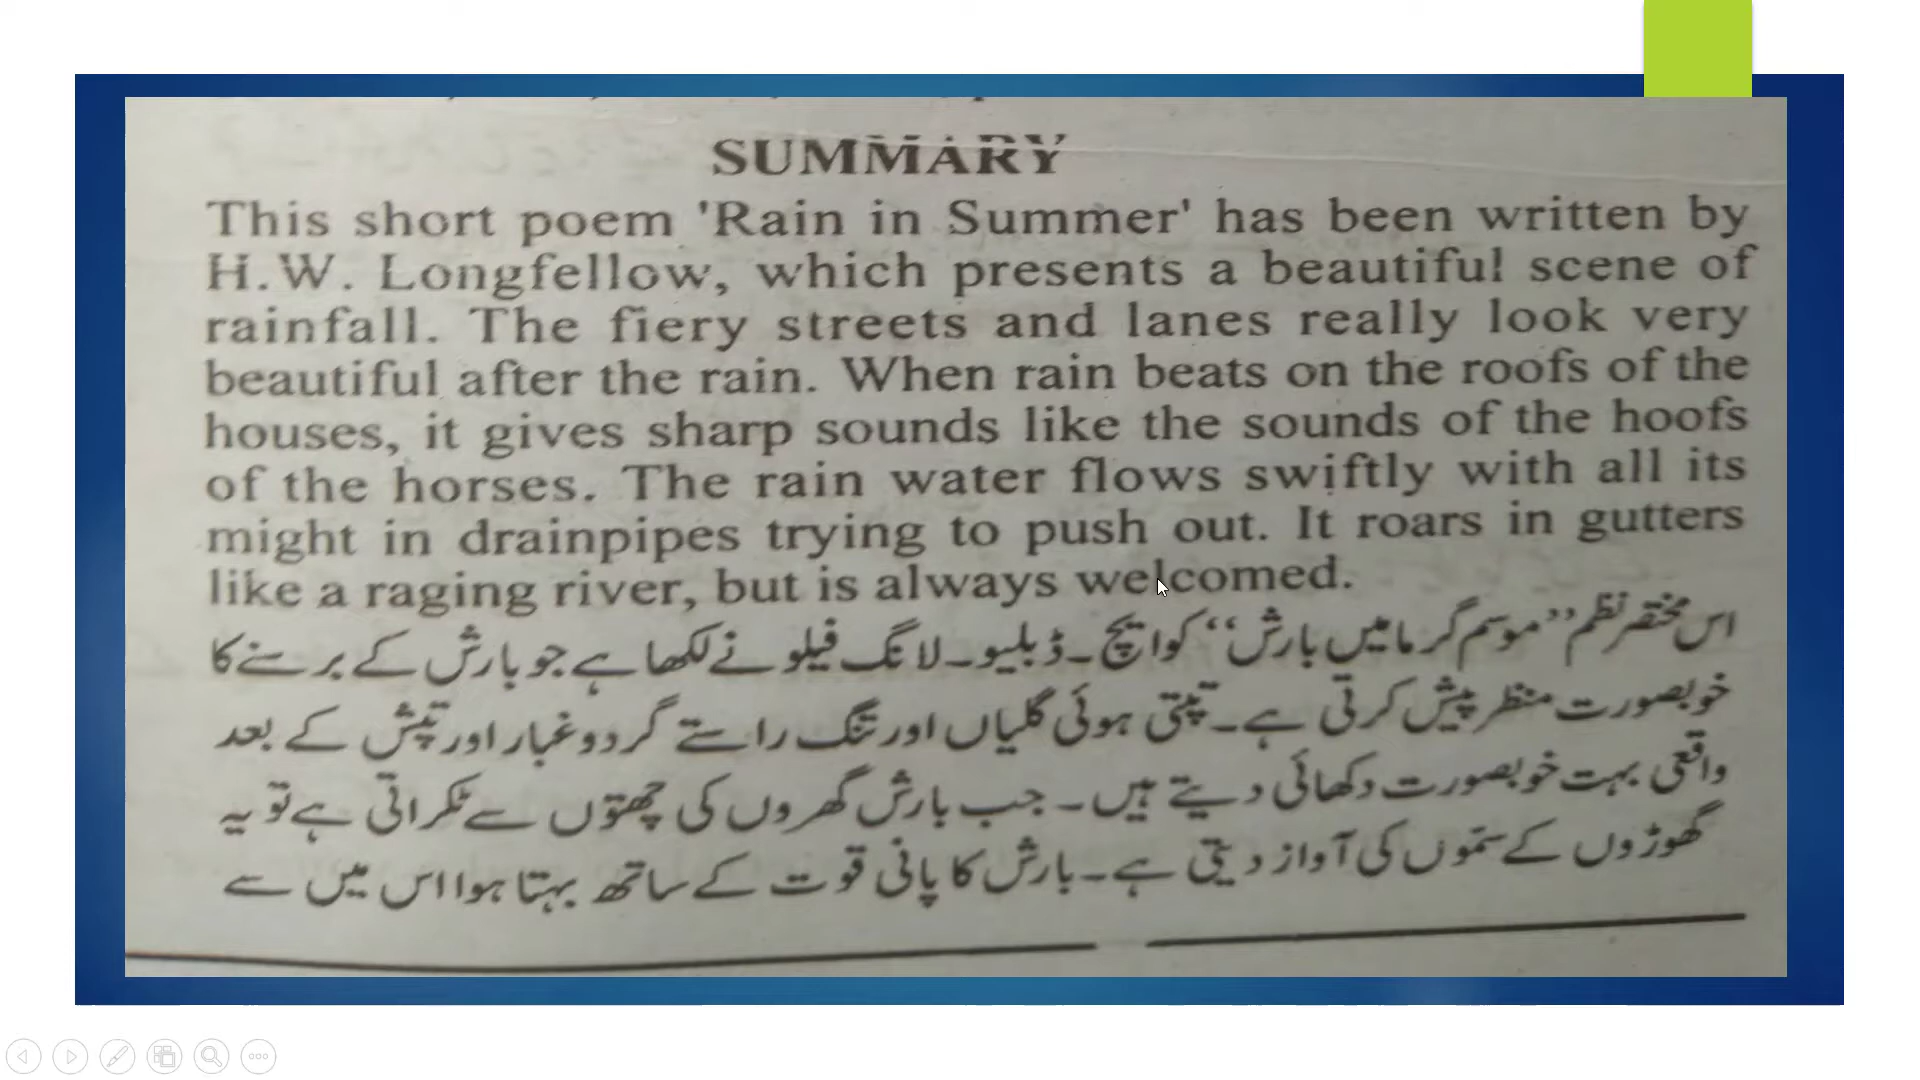 SUMMARY
This short poem 'Rain in Summer' has been written by
H.W. Longfellow, which presents a beautiful scene of
rainfall. The fiery streets and lanes really look very
beautiful after the rain. When rain beats on the roofs of the
houses, it gives sharp sounds like the sounds of the hoofs
of the horses. The rain water flows swiftly with all its
might in drainpipes trying to push out. It roars in gutters
like a raging river, but is always welcomed.
اس مختصر نظم ’’موسم گرما میں بارش‘‘ کو ایچ۔ڈبلیو۔لانگ فیلو نے لکھا ہے جو بارش کے برسنے کا
خوبصورت منظر پیش کرتی ہے۔ تپتی ہوئی گلیاں اور تنگ راستے گردوغبار اور تپش کے بعد
واقعی بہت خوبصورت دکھائی دیتے ہیں۔ جب بارش گھروں کی چھتوں سے ٹکراتی ہے تو یہ
گھوڑوں کے سموں کی آواز دیتی ہے۔ بارش کا پانی قوت کے ساتھ بہتا ہوا اس میں سے